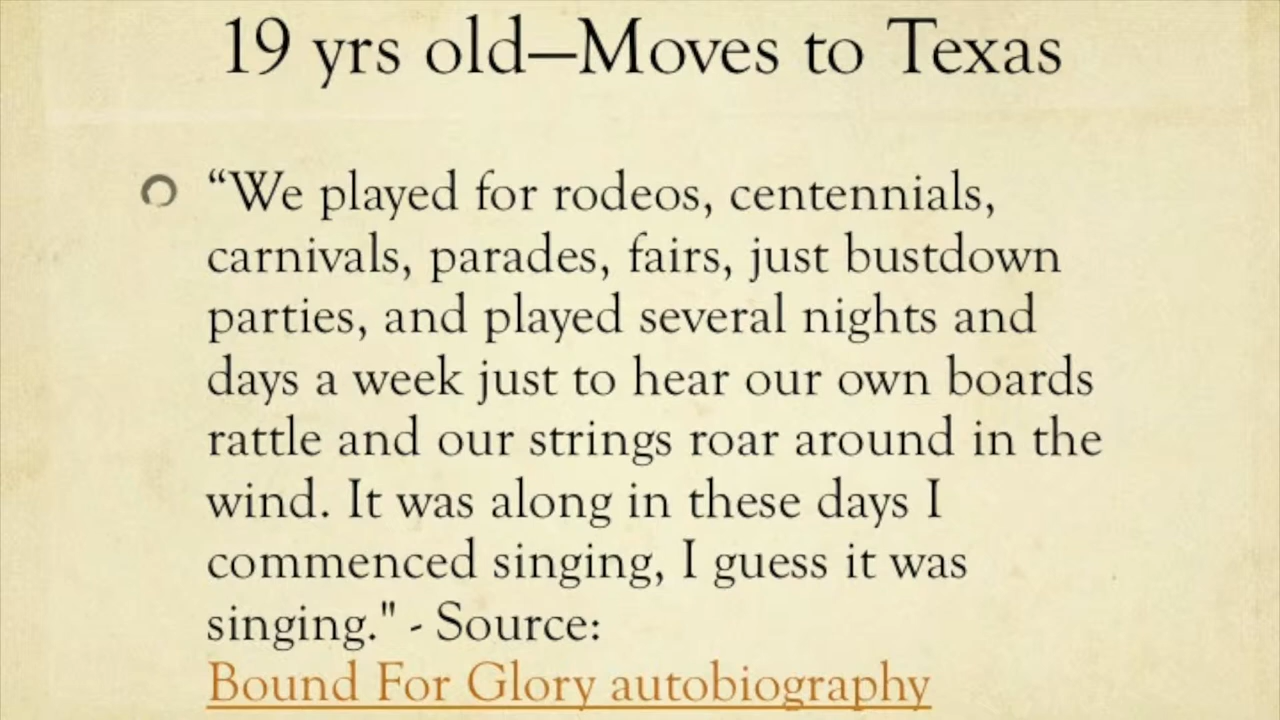 19 yrs old—Moves to Texas
“We played for rodeos, centennials,
carnivals, parades, fairs, just bustdown
parties, and played several nights and
days a week just to hear our own boards
rattle and our strings roar around in the
wind. It was along in these days I
commenced singing, I guess it was
singing." - Source:
Bound For Glory autobiography